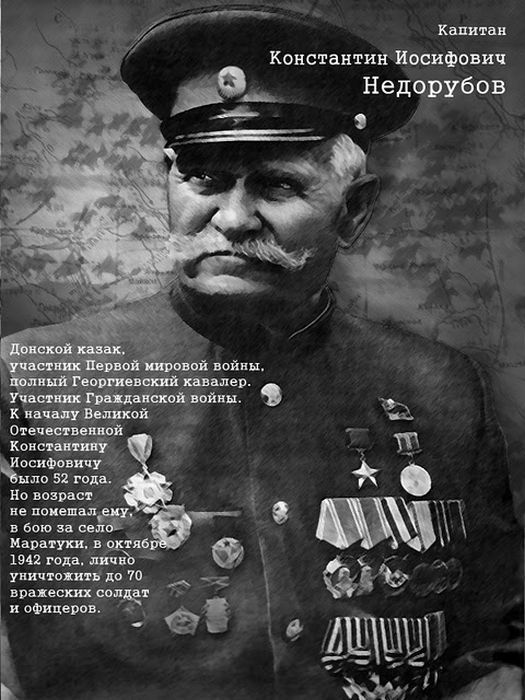 Капитан
Константин Иосифович
Недорубов
Донской казак,
участник Первой мировой войны,
полный Георгиевский кавалер.
Участник Гражданской войны.
К началу Великой
Отечественной
Константину
Иосифовичу
было 52 года.
Но возраст
не помешал ему,
в бою за село
Маратуки, в октябре
1942 года, лично
уничтожить до 70
вражеских солдат
и офицеров.